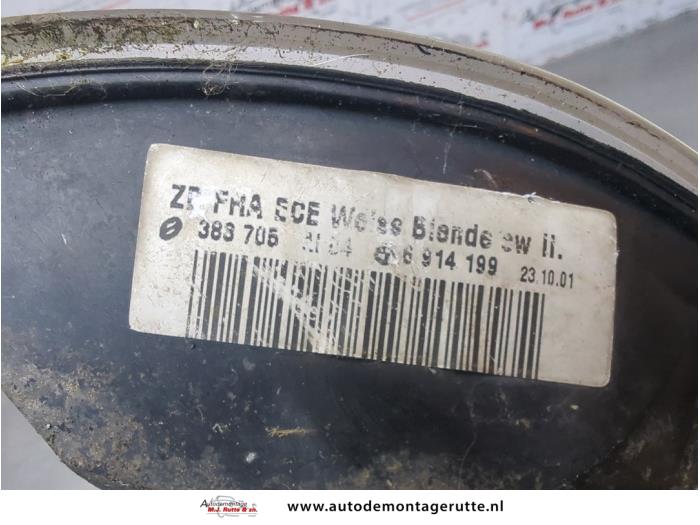 ZB FHA ECE Weiss Blende sw li.
383 705 AI 04 6 914 199 23.10.01
Autodemontage
M.J. Rutte & zn.
www.autodemontagerutte.nl